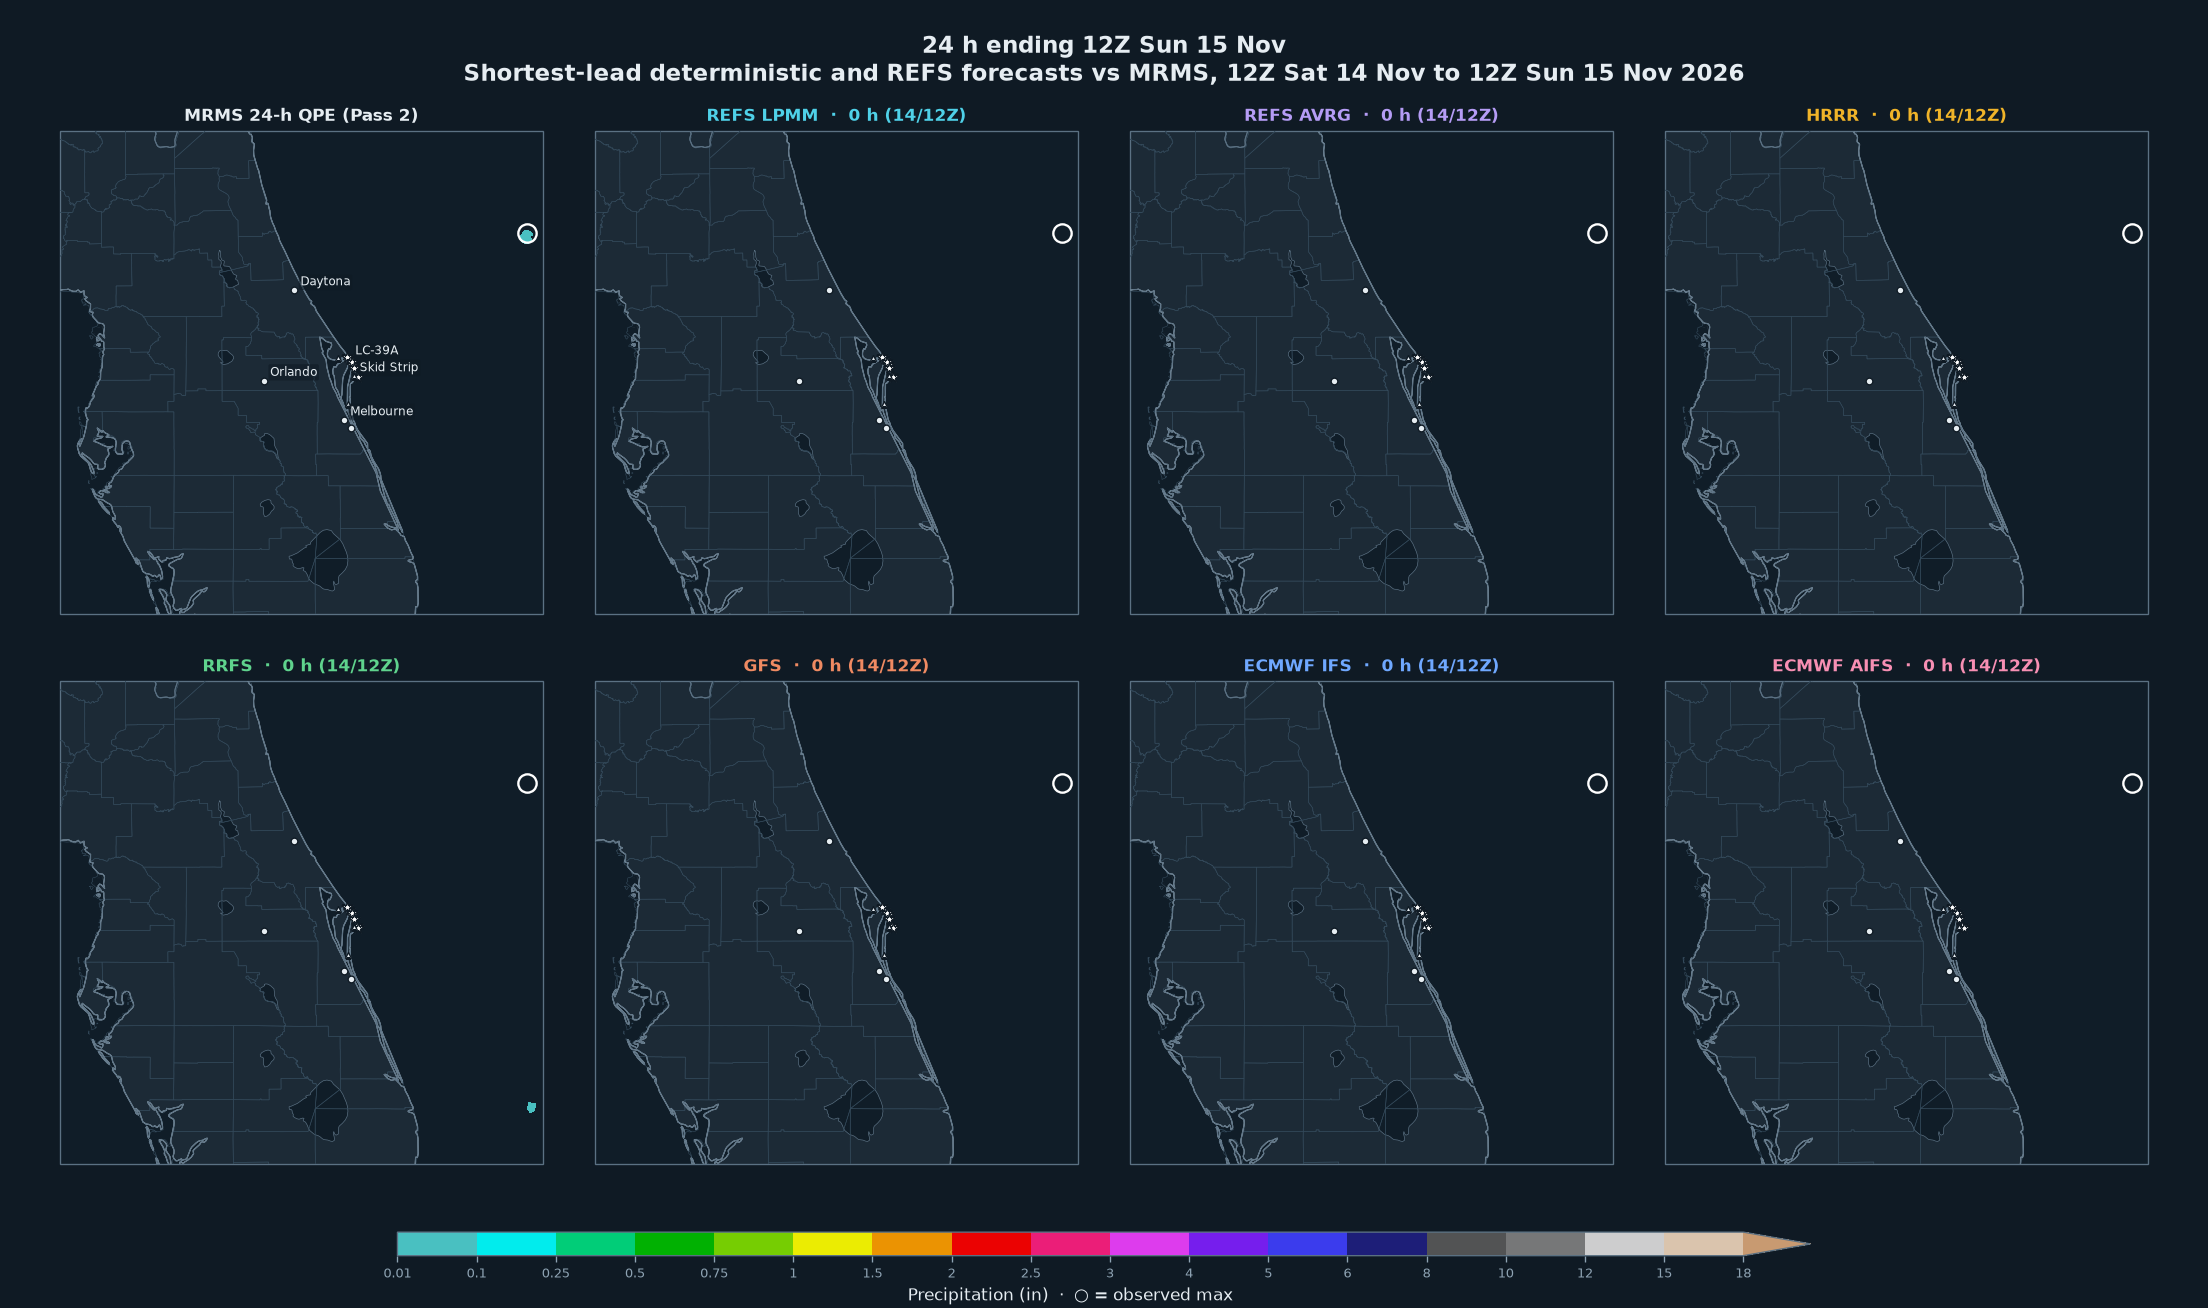 24 h ending 12Z Sun 15 Nov
Shortest-lead deterministic and REFS forecasts vs MRMS, 12Z Sat 14 Nov to 12Z Sun 15 Nov 2026
MRMS 24-h QPE (Pass 2)
REFS LPMM · 0 h (14/12Z)
REFS AVRG · 0 h (14/12Z)
HRRR · 0 h (14/12Z)
Daytona
LC-39A
Skid Strip
Orlando
Melbourne
RRFS · 0 h (14/12Z)
GFS · 0 h (14/12Z)
ECMWF IFS · 0 h (14/12Z)
ECMWF AIFS · 0 h (14/12Z)
0.01 0.1 0.25 0.5 0.75 1 1.5 2 2.5 3 4 5 6 8 10 12 15 18
Precipitation (in) · ○ = observed max